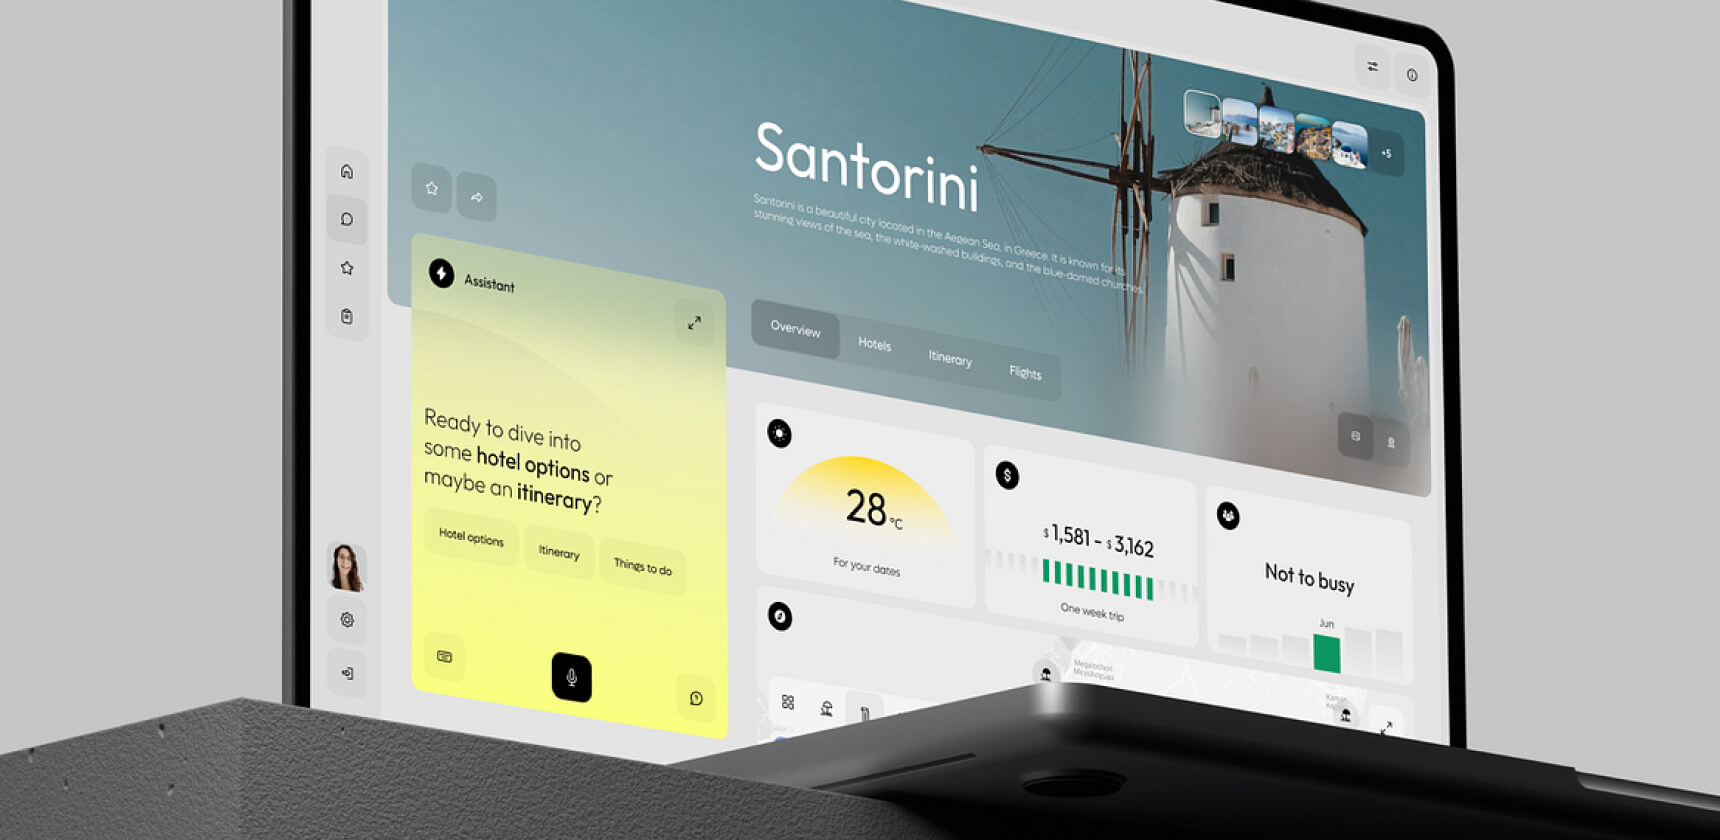 Santorini
Santorini is a beautiful city located in the Aegean Sea, in Greece. It is known for its
stunning views of the sea, the white-washed buildings, and the blue-domed churches.
+5
Assistant
Overview
Hotels
Itinerary
Flights
Ready to dive into
some hotel options or
maybe an itinerary?
Hotel options
Itinerary
Things to do
28 °C
For your dates
$ 1,581 - $ 3,162
One week trip
Not to busy
Jun
Megalochori
Μεγαλοχώρι